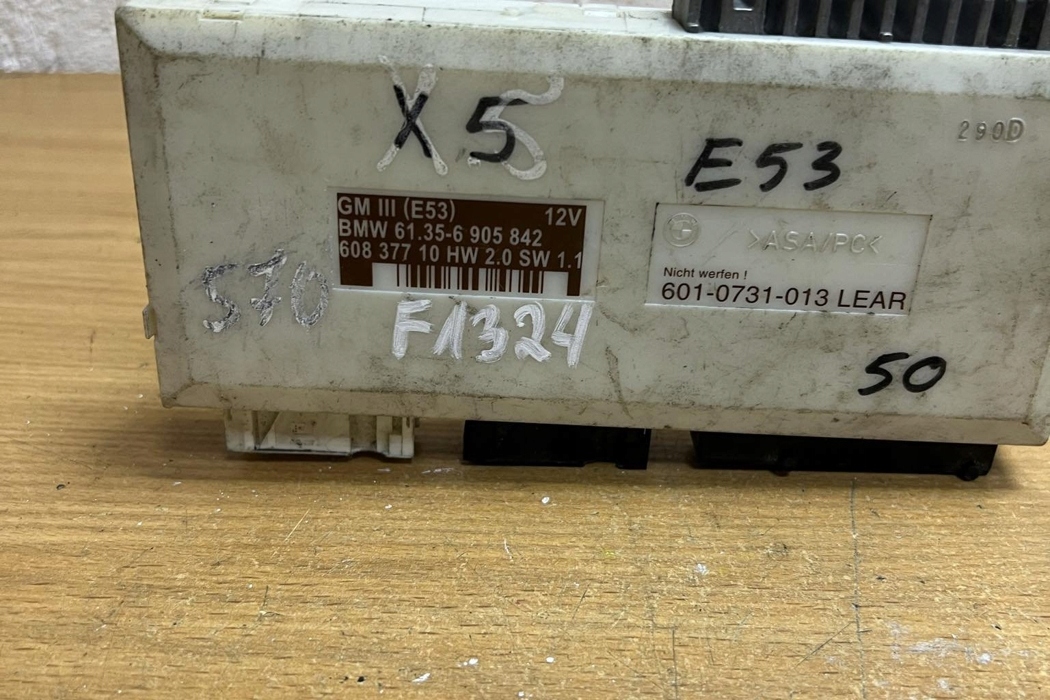 X5
E53
290D
GM III (E53) 12V
BMW 61.35-6 905 842
608 377 10 HW 2.0 SW 1.1
>ASA/PC<
Nicht werfen !
601-0731-013 LEAR
570
F1324
50